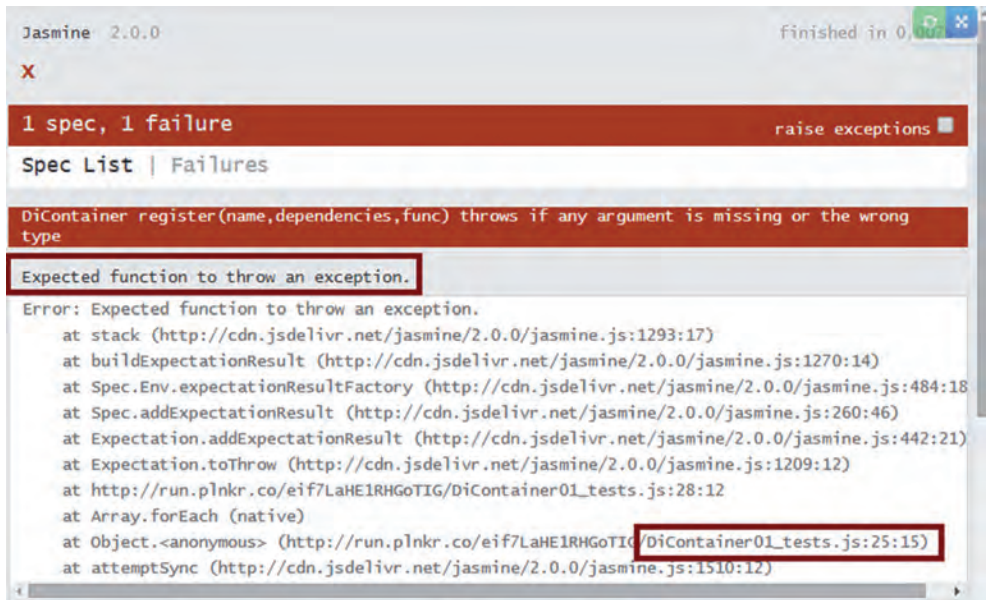 Jasmine 2.0.0 finished in 0.007s
X
1 spec, 1 failure raise exceptions
Spec List | Failures
DiContainer register(name,dependencies,func) throws if any argument is missing or the wrong
type
Expected function to throw an exception.
Error: Expected function to throw an exception.
at stack (http://cdn.jsdelivr.net/jasmine/2.0.0/jasmine.js:1293:17)
at buildExpectationResult (http://cdn.jsdelivr.net/jasmine/2.0.0/jasmine.js:1270:14)
at Spec.Env.expectationResultFactory (http://cdn.jsdelivr.net/jasmine/2.0.0/jasmine.js:484:18
at Spec.addExpectationResult (http://cdn.jsdelivr.net/jasmine/2.0.0/jasmine.js:260:46)
at Expectation.addExpectationResult (http://cdn.jsdelivr.net/jasmine/2.0.0/jasmine.js:442:21)
at Expectation.toThrow (http://cdn.jsdelivr.net/jasmine/2.0.0/jasmine.js:1209:12)
at http://run.plnkr.co/eif7LaHE1RHGoTIG/DiContainer01_tests.js:28:12
at Array.forEach (native)
at Object.<anonymous> (http://run.plnkr.co/eif7LaHE1RHGoTIG/DiContainer01_tests.js:25:15)
at attemptSync (http://cdn.jsdelivr.net/jasmine/2.0.0/jasmine.js:1510:12)